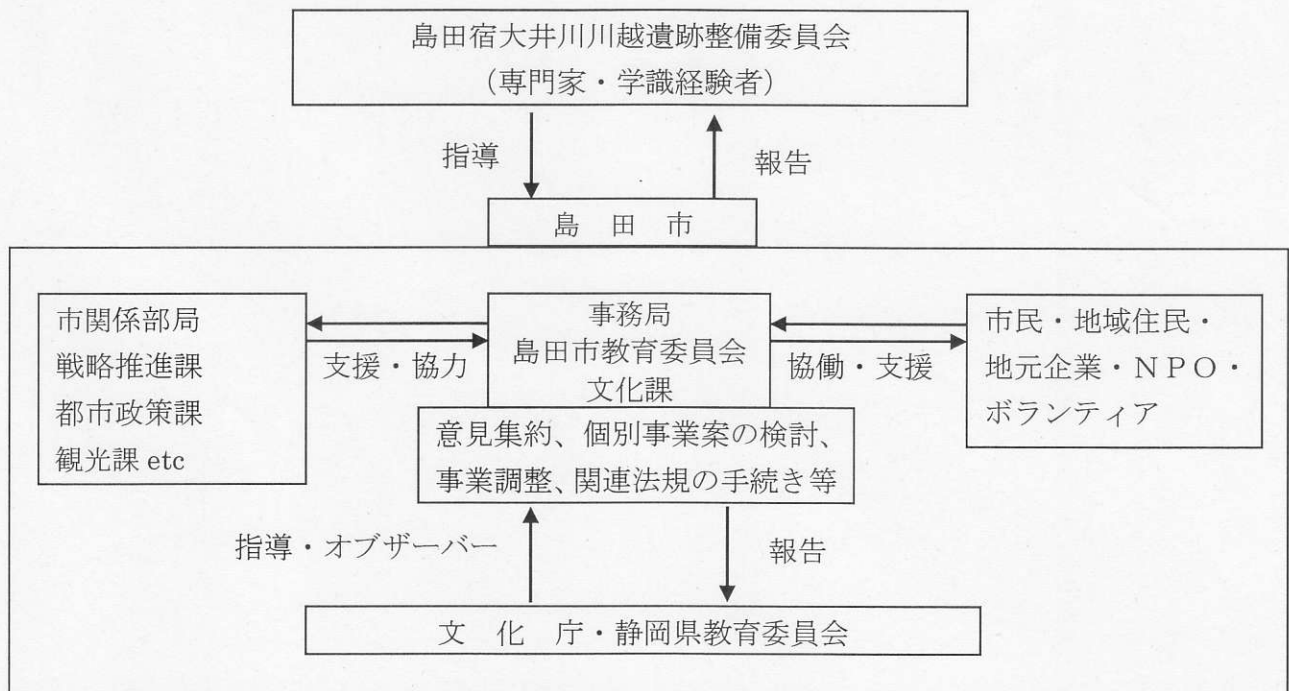 島田宿大井川川越遺跡整備委員会
（専門家・学識経験者）
指導
報告
島　田　市
市関係部局
戦略推進課
都市政策課
観光課 etc
支援・協力
事務局
島田市教育委員会
文化課
意見集約、個別事業案の検討、
事業調整、関連法規の手続き等
協働・支援
市民・地域住民・
地元企業・ＮＰＯ・
ボランティア
指導・オブザーバー
報告
文　化　庁・静岡県教育委員会